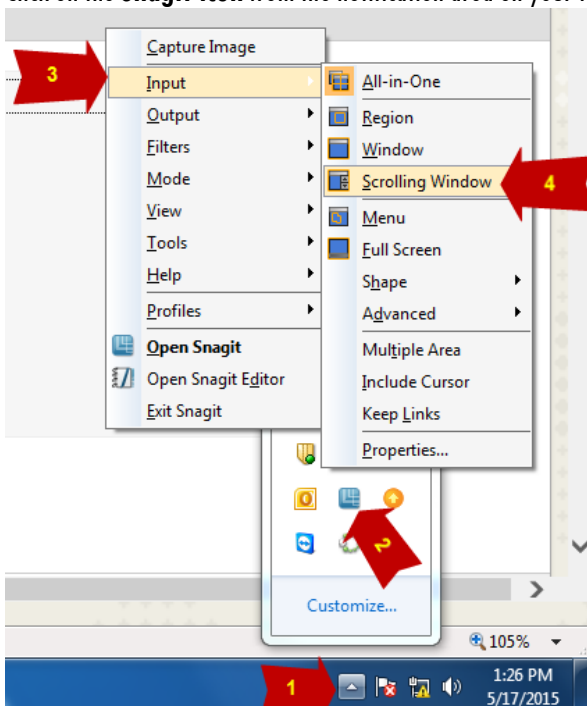 3
Capture Image
Input
Output
Filters
Mode
View
Tools
Help
Profiles
Open Snagit
Open Snagit Editor
Exit Snagit
All-in-One
Region
Window
Scrolling Window
4
Menu
Full Screen
Shape
Advanced
Multiple Area
Include Cursor
Keep Links
Properties...
2
Customize...
105%
1
1:26 PM
5/17/2015